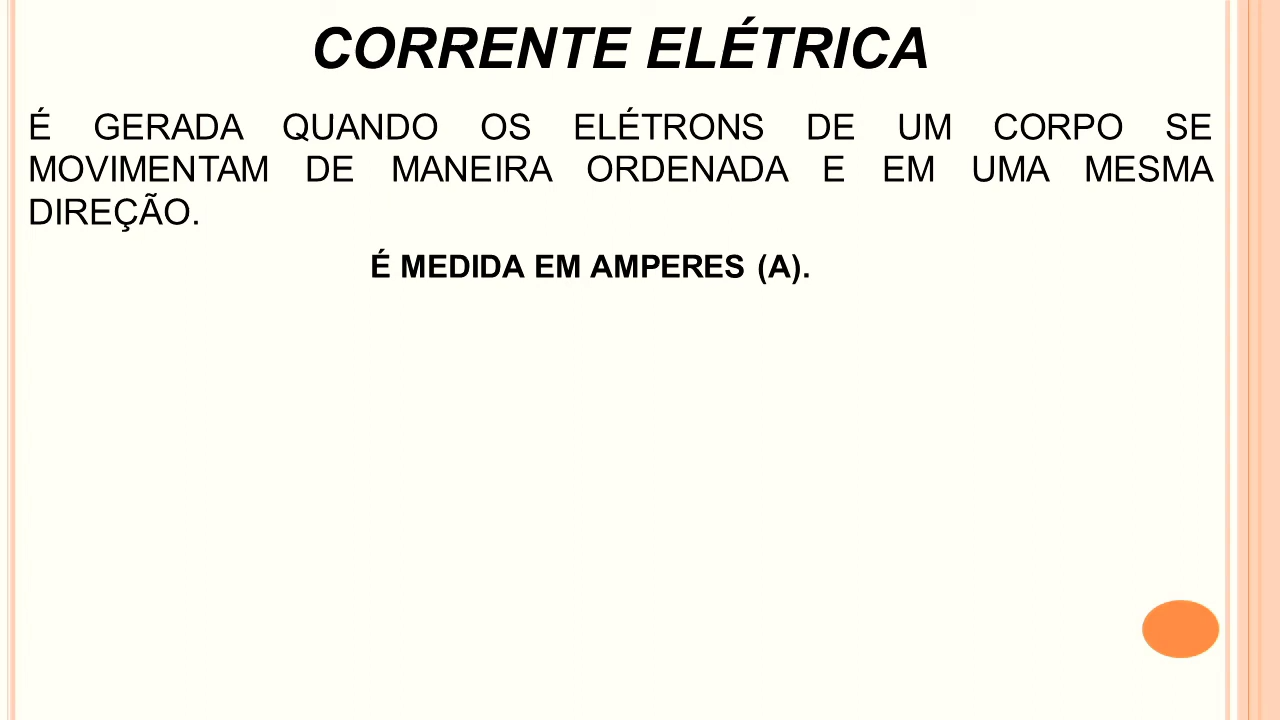 CORRENTE ELÉTRICA
É GERADA QUANDO OS ELÉTRONS DE UM CORPO SE
MOVIMENTAM DE MANEIRA ORDENADA E EM UMA MESMA
DIREÇÃO.
É MEDIDA EM AMPERES (A).